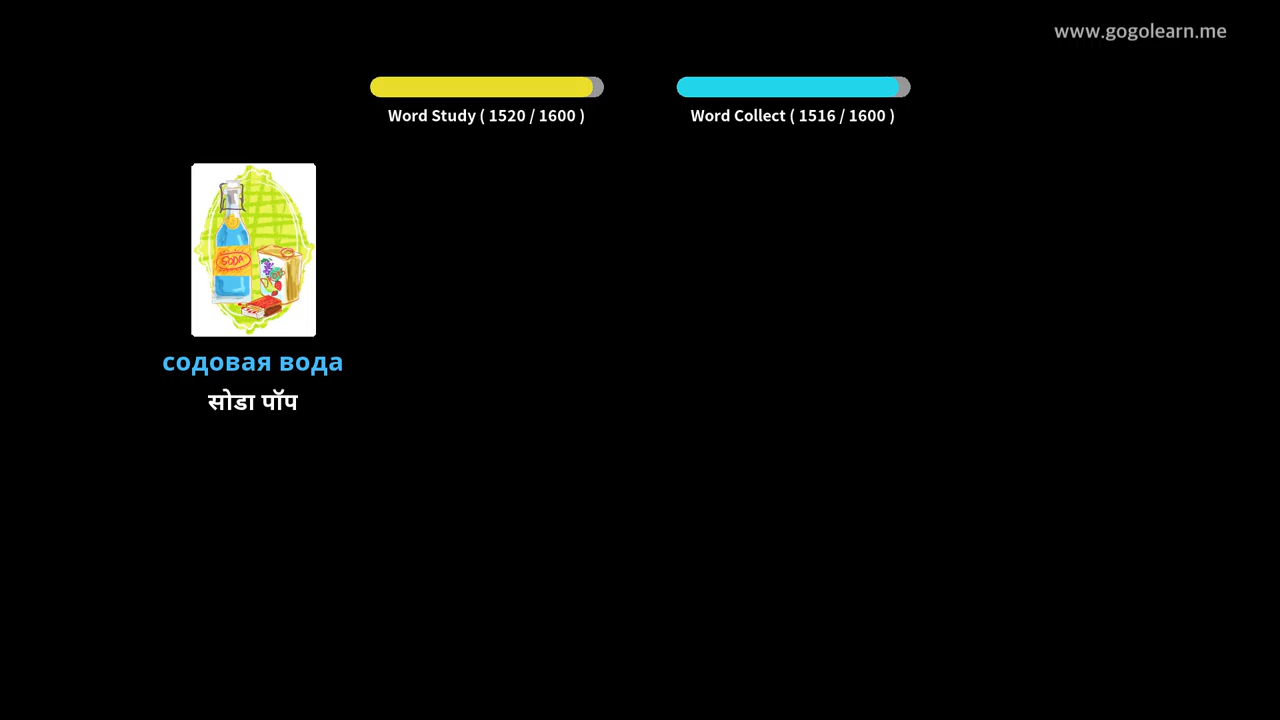 www.gogolearn.me
Word Study ( 1520 / 1600 )
Word Collect ( 1516 / 1600 )
SODA
содовая вода
सोडा पॉप